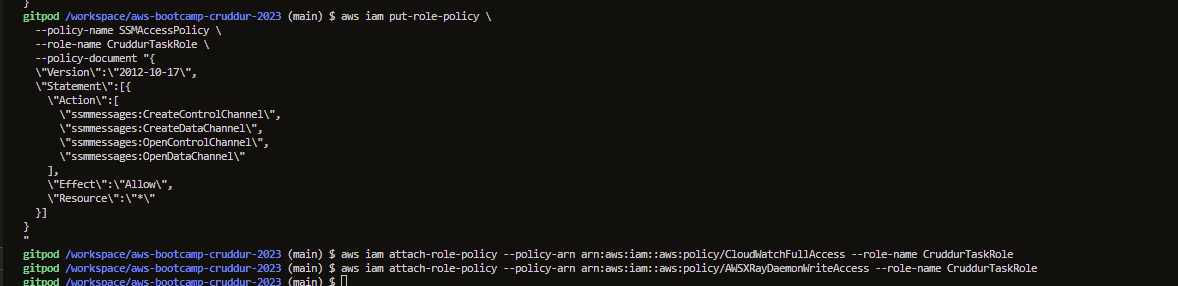 }
gitpod /workspace/aws-bootcamp-cruddur-2023 (main) $ aws iam put-role-policy \
--policy-name SSMAccessPolicy \
--role-name CruddurTaskRole \
--policy-document "{
\"Version\":\"2012-10-17\",
\"Statement\":[{
\"Action\":[
\"ssmmessages:CreateControlChannel\",
\"ssmmessages:CreateDataChannel\",
\"ssmmessages:OpenControlChannel\",
\"ssmmessages:OpenDataChannel\"
],
\"Effect\":\"Allow\",
\"Resource\":\"*\"
}]
}
"
gitpod /workspace/aws-bootcamp-cruddur-2023 (main) $ aws iam attach-role-policy --policy-arn arn:aws:iam::aws:policy/CloudWatchFullAccess --role-name CruddurTaskRole
gitpod /workspace/aws-bootcamp-cruddur-2023 (main) $ aws iam attach-role-policy --policy-arn arn:aws:iam::aws:policy/AWSXRayDaemonWriteAccess --role-name CruddurTaskRole
gitpod /workspace/aws-bootcamp-cruddur-2023 (main) $